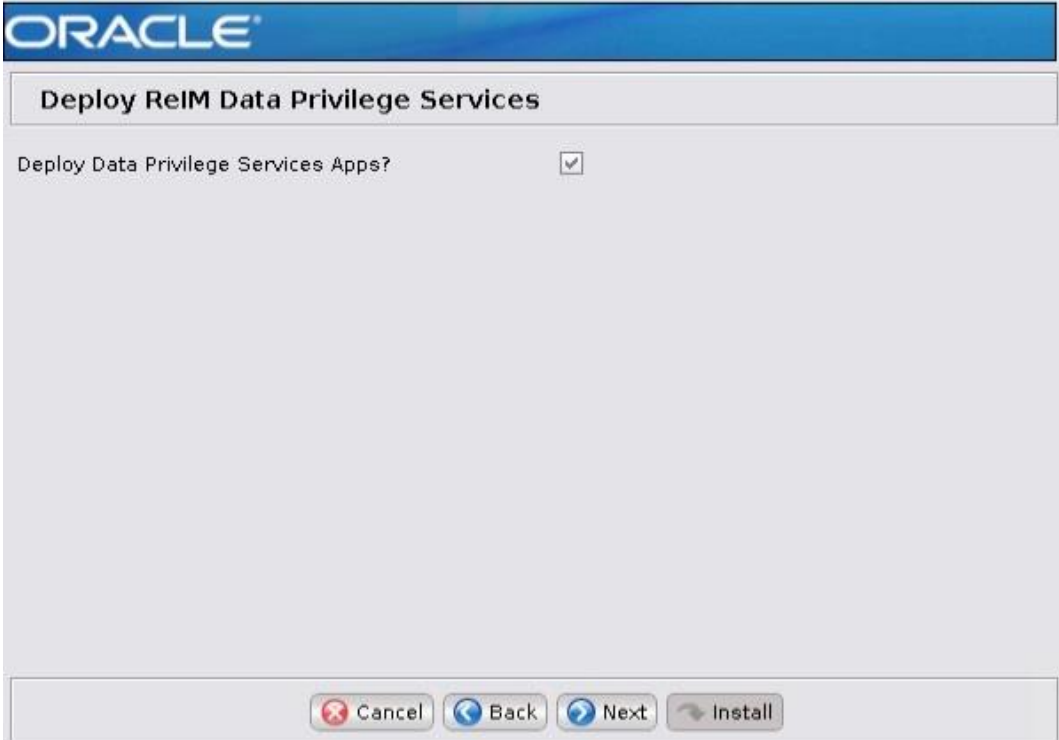 ORACLE
Deploy ReIM Data Privilege Services
Deploy Data Privilege Services Apps?
Cancel Back Next Install